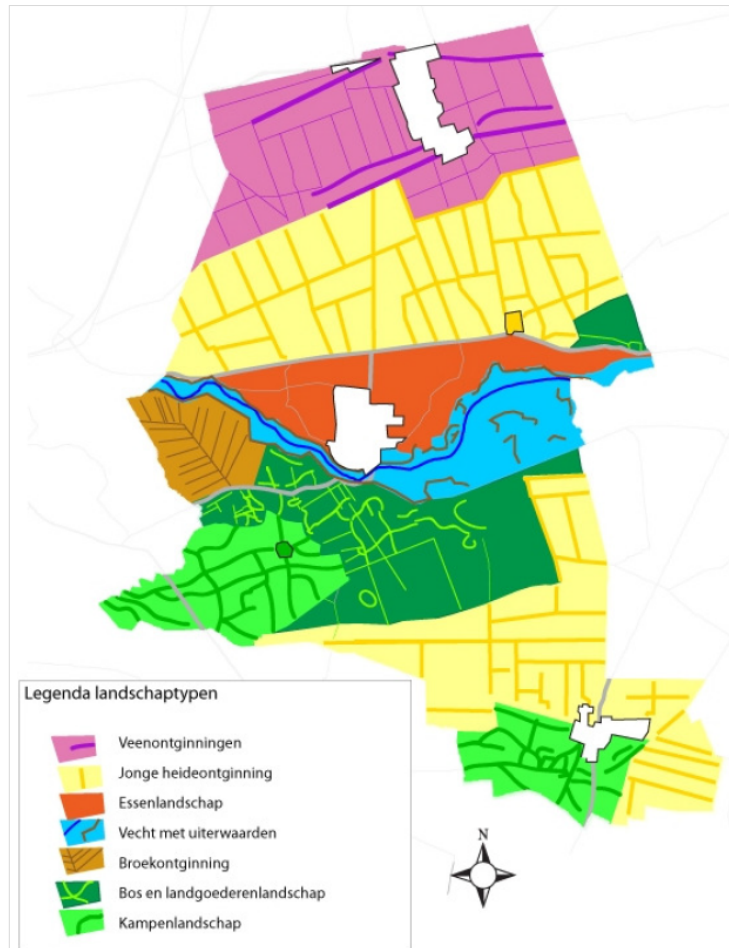 Legenda landschaptypen
Veenontginningen
Jonge heideontginning
Essenlandschap
Vecht met uiterwaarden
Broekontginning
Bos en landgoederenlandschap
Kampenlandschap
N